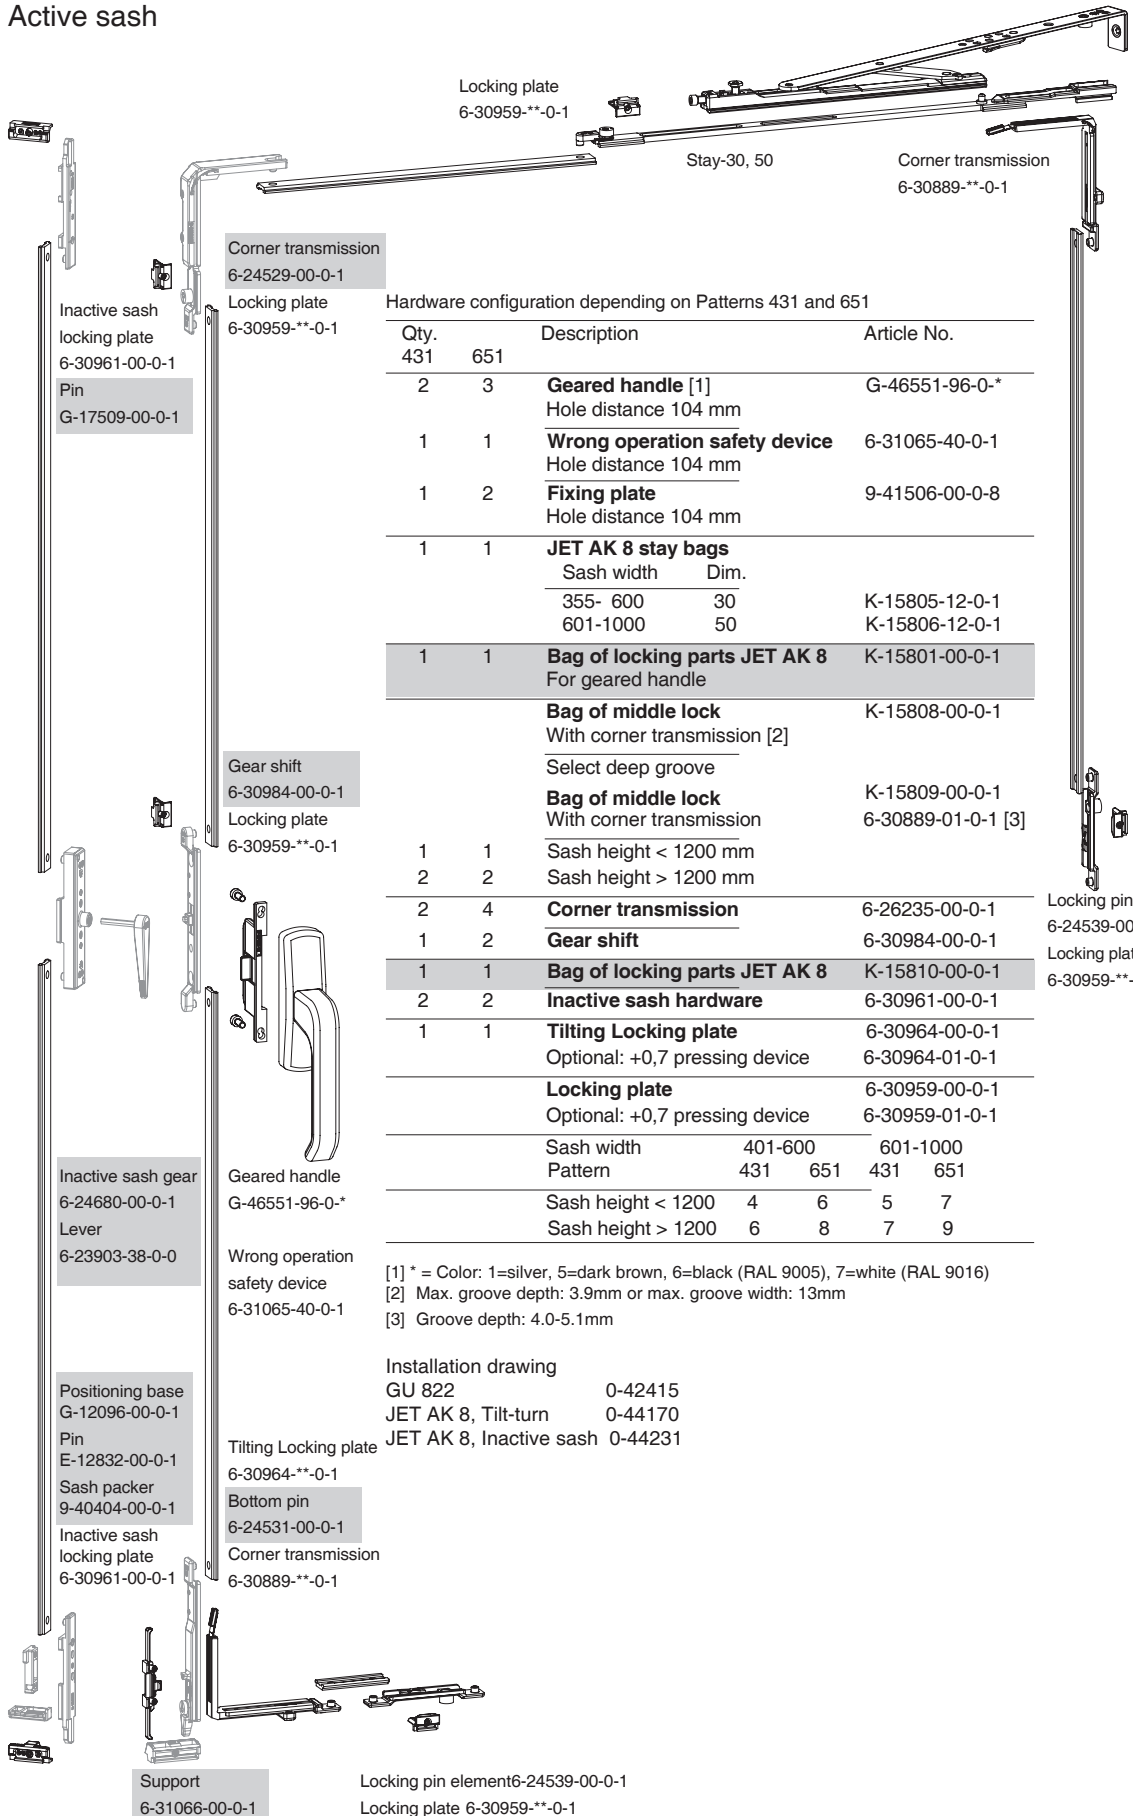 Active sash
Locking plate
6-30959-**-0-1
Stay-30, 50
Corner transmission
6-30889-**-0-1
Corner transmission
6-24529-00-0-1
Locking plate
6-30959-**-0-1
Inactive sash
locking plate
6-30961-00-0-1
Pin
G-17509-00-0-1
Hardware configuration depending on Patterns 431 and 651
Qty. Description Article No.
431 651
2 3 Geared handle [1] G-46551-96-0-*
Hole distance 104 mm
1 1 Wrong operation safety device 6-31065-40-0-1
Hole distance 104 mm
1 2 Fixing plate 9-41506-00-0-8
Hole distance 104 mm
1 1 JET AK 8 stay bags
Sash width Dim.
355- 600 30 K-15805-12-0-1
601-1000 50 K-15806-12-0-1
1 1 Bag of locking parts JET AK 8 K-15801-00-0-1
For geared handle
Bag of middle lock K-15808-00-0-1
With corner transmission [2]
Select deep groove
Bag of middle lock K-15809-00-0-1
With corner transmission 6-30889-01-0-1 [3]
1 1 Sash height < 1200 mm
2 2 Sash height > 1200 mm
2 4 Corner transmission 6-26235-00-0-1
1 2 Gear shift 6-30984-00-0-1
1 1 Bag of locking parts JET AK 8 K-15810-00-0-1
2 2 Inactive sash hardware 6-30961-00-0-1
1 1 Tilting Locking plate 6-30964-00-0-1
Optional: +0,7 pressing device 6-30964-01-0-1
Locking plate 6-30959-00-0-1
Optional: +0,7 pressing device 6-30959-01-0-1
Sash width 401-600 601-1000
Pattern 431 651 431 651
Sash height < 1200 4 6 5 7
Sash height > 1200 6 8 7 9
[1] * = Color: 1=silver, 5=dark brown, 6=black (RAL 9005), 7=white (RAL 9016)
[2] Max. groove depth: 3.9mm or max. groove width: 13mm
[3] Groove depth: 4.0-5.1mm
Installation drawing
GU 822 0-42415
JET AK 8, Tilt-turn 0-44170
JET AK 8, Inactive sash 0-44231
Gear shift
6-30984-00-0-1
Locking plate
6-30959-**-0-1
Locking pin
6-24539-00
Locking plat
6-30959-**-
Inactive sash gear
6-24680-00-0-1
Lever
6-23903-38-0-0
Geared handle
G-46551-96-0-*
Wrong operation
safety device
6-31065-40-0-1
Positioning base
G-12096-00-0-1
Pin
E-12832-00-0-1
Sash packer
9-40404-00-0-1
Inactive sash
locking plate
6-30961-00-0-1
Tilting Locking plate
6-30964-**-0-1
Bottom pin
6-24531-00-0-1
Corner transmission
6-30889-**-0-1
Support
6-31066-00-0-1
Locking pin element6-24539-00-0-1
Locking plate 6-30959-**-0-1